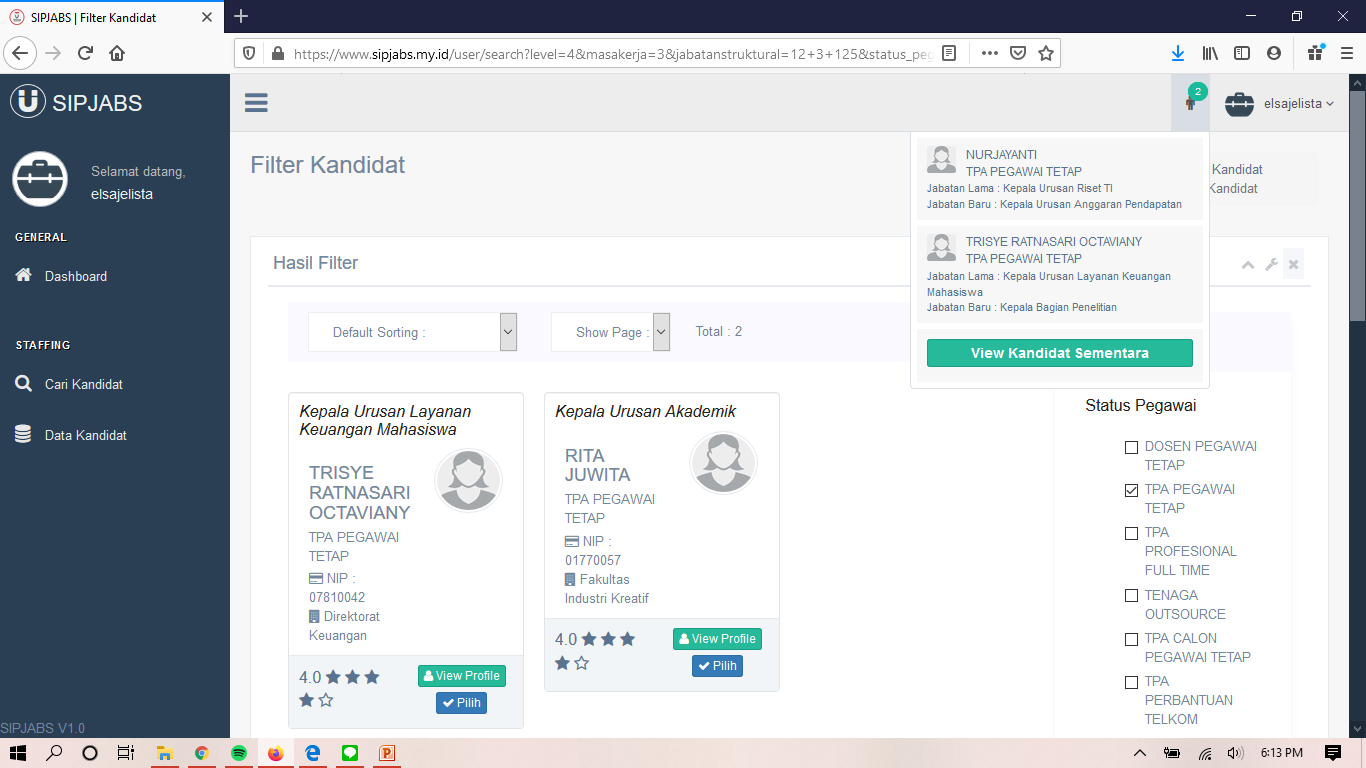 SIPJABS | Filter Kandidat
https://www.sipjabs.my.id/user/search?level=4&masakerja=3&jabatanstruktural=12+3+125&status_peg
SIPJABS
2
elsajelista
Selamat datang,
elsajelista
GENERAL
Dashboard
STAFFING
Cari Kandidat
Data Kandidat
SIPJABS V1.0
Filter Kandidat
Kandidat
Kandidat
NURJAYANTI
TPA PEGAWAI TETAP
Jabatan Lama : Kepala Urusan Riset TI
Jabatan Baru : Kepala Urusan Anggaran Pendapatan
TRISYE RATNASARI OCTAVIANY
TPA PEGAWAI TETAP
Jabatan Lama : Kepala Urusan Layanan Keuangan
Mahasiswa
Jabatan Baru : Kepala Bagian Penelitian
View Kandidat Sementara
Hasil Filter
Default Sorting :
Show Page :
Total : 2
Kepala Urusan Layanan
Keuangan Mahasiswa
TRISYE
RATNASARI
OCTAVIANY
TPA PEGAWAI
TETAP
NIP :
07810042
Direktorat
Keuangan
4.0
View Profile
Pilih
Kepala Urusan Akademik
RITA
JUWITA
TPA PEGAWAI
TETAP
NIP :
01770057
Fakultas
Industri Kreatif
4.0
View Profile
Pilih
Status Pegawai
DOSEN PEGAWAI
TETAP
TPA PEGAWAI
TETAP
TPA
PROFESIONAL
FULL TIME
TENAGA
OUTSOURCE
TPA CALON
PEGAWAI TETAP
TPA
PERBANTUAN
TELKOM
6:13 PM